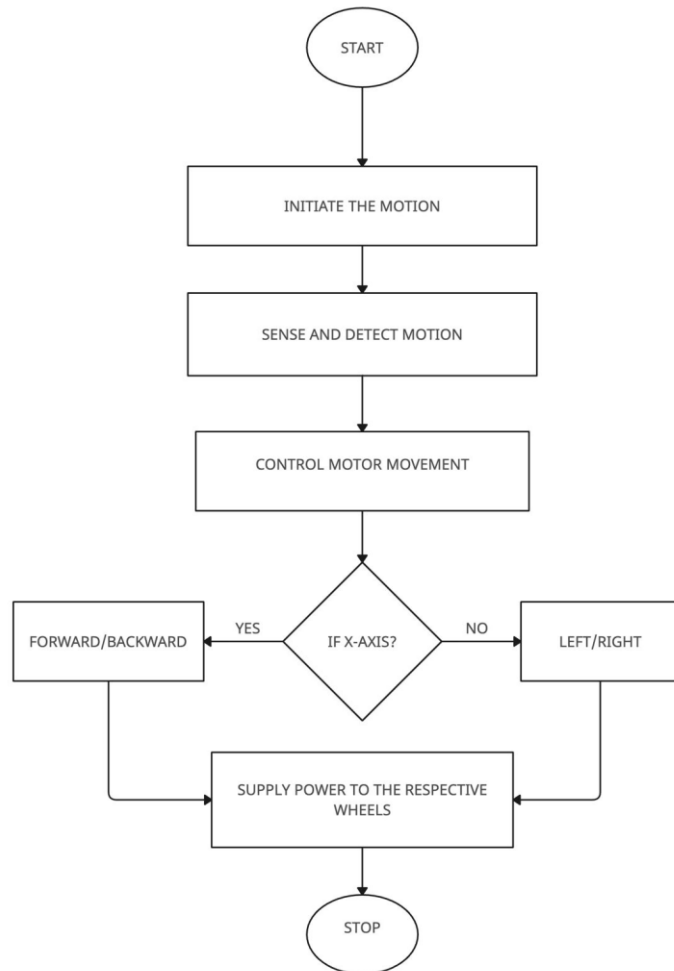 START
INITIATE THE MOTION
SENSE AND DETECT MOTION
CONTROL MOTOR MOVEMENT
IF X-AXIS?
YES
NO
FORWARD/BACKWARD
LEFT/RIGHT
SUPPLY POWER TO THE RESPECTIVE
WHEELS
STOP